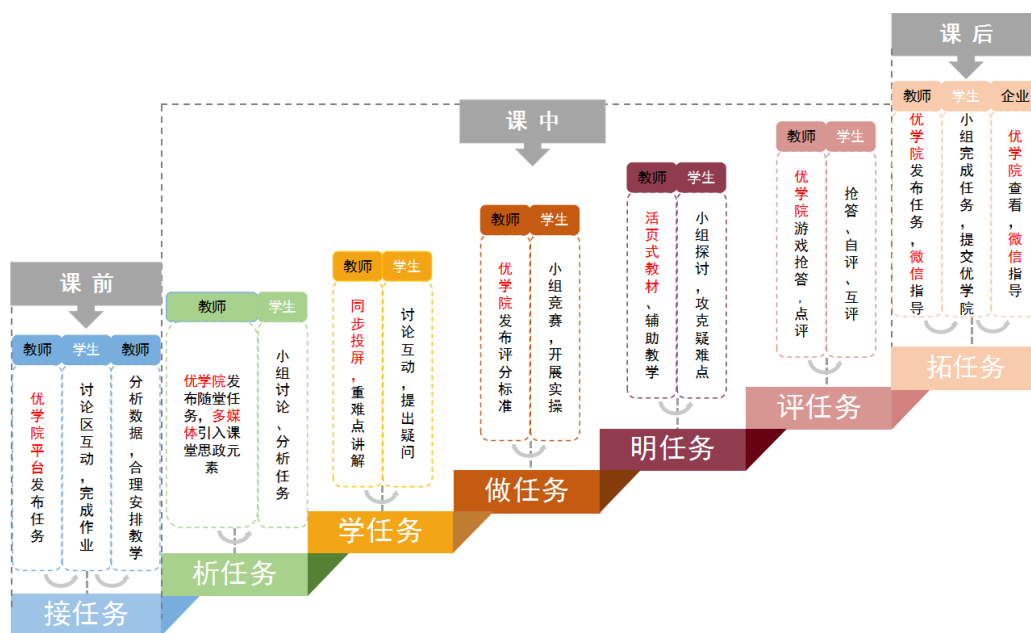 课 前
教师
学生
教师
优学院平台发布任务
讨论区互动，完成作业
分析数据，合理安排教学
接任务
课 中
教师
学生
优学院发
布随堂任
务，多媒
体引入课
堂思政元
素
小组讨论、分析任务
析任务
教师
学生
同步投屏，重难点讲解
讨论互动，提出疑问
学任务
教师
学生
优学院发布评分标准
小组竞赛，开展实操
做任务
教师
学生
活页式教材、辅助教学
小组探讨，攻克疑难点
明任务
教师
学生
优学院游戏抢答，点评
抢答、自评、互评
评任务
课 后
教师
学生
企业
优学院发布任务，微信指导
小组完成任务，提交优学院
优学院查看，微信指导
拓任务